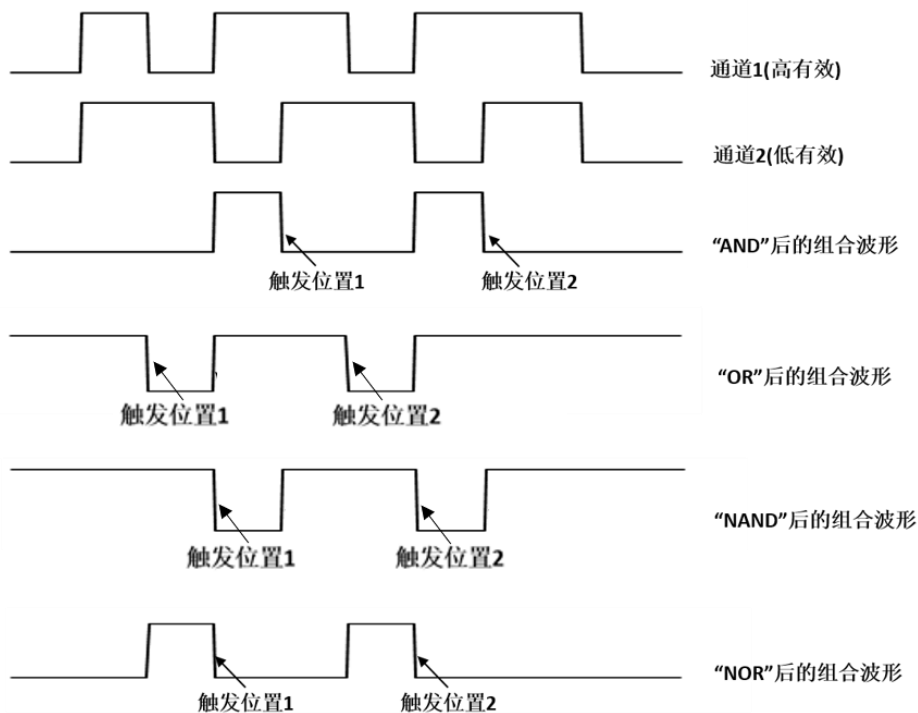 通道1(高有效)
通道2(低有效)
“AND”后的组合波形
触发位置1
触发位置2
“OR”后的组合波形
触发位置1
触发位置2
“NAND”后的组合波形
触发位置1
触发位置2
“NOR”后的组合波形
触发位置1
触发位置2